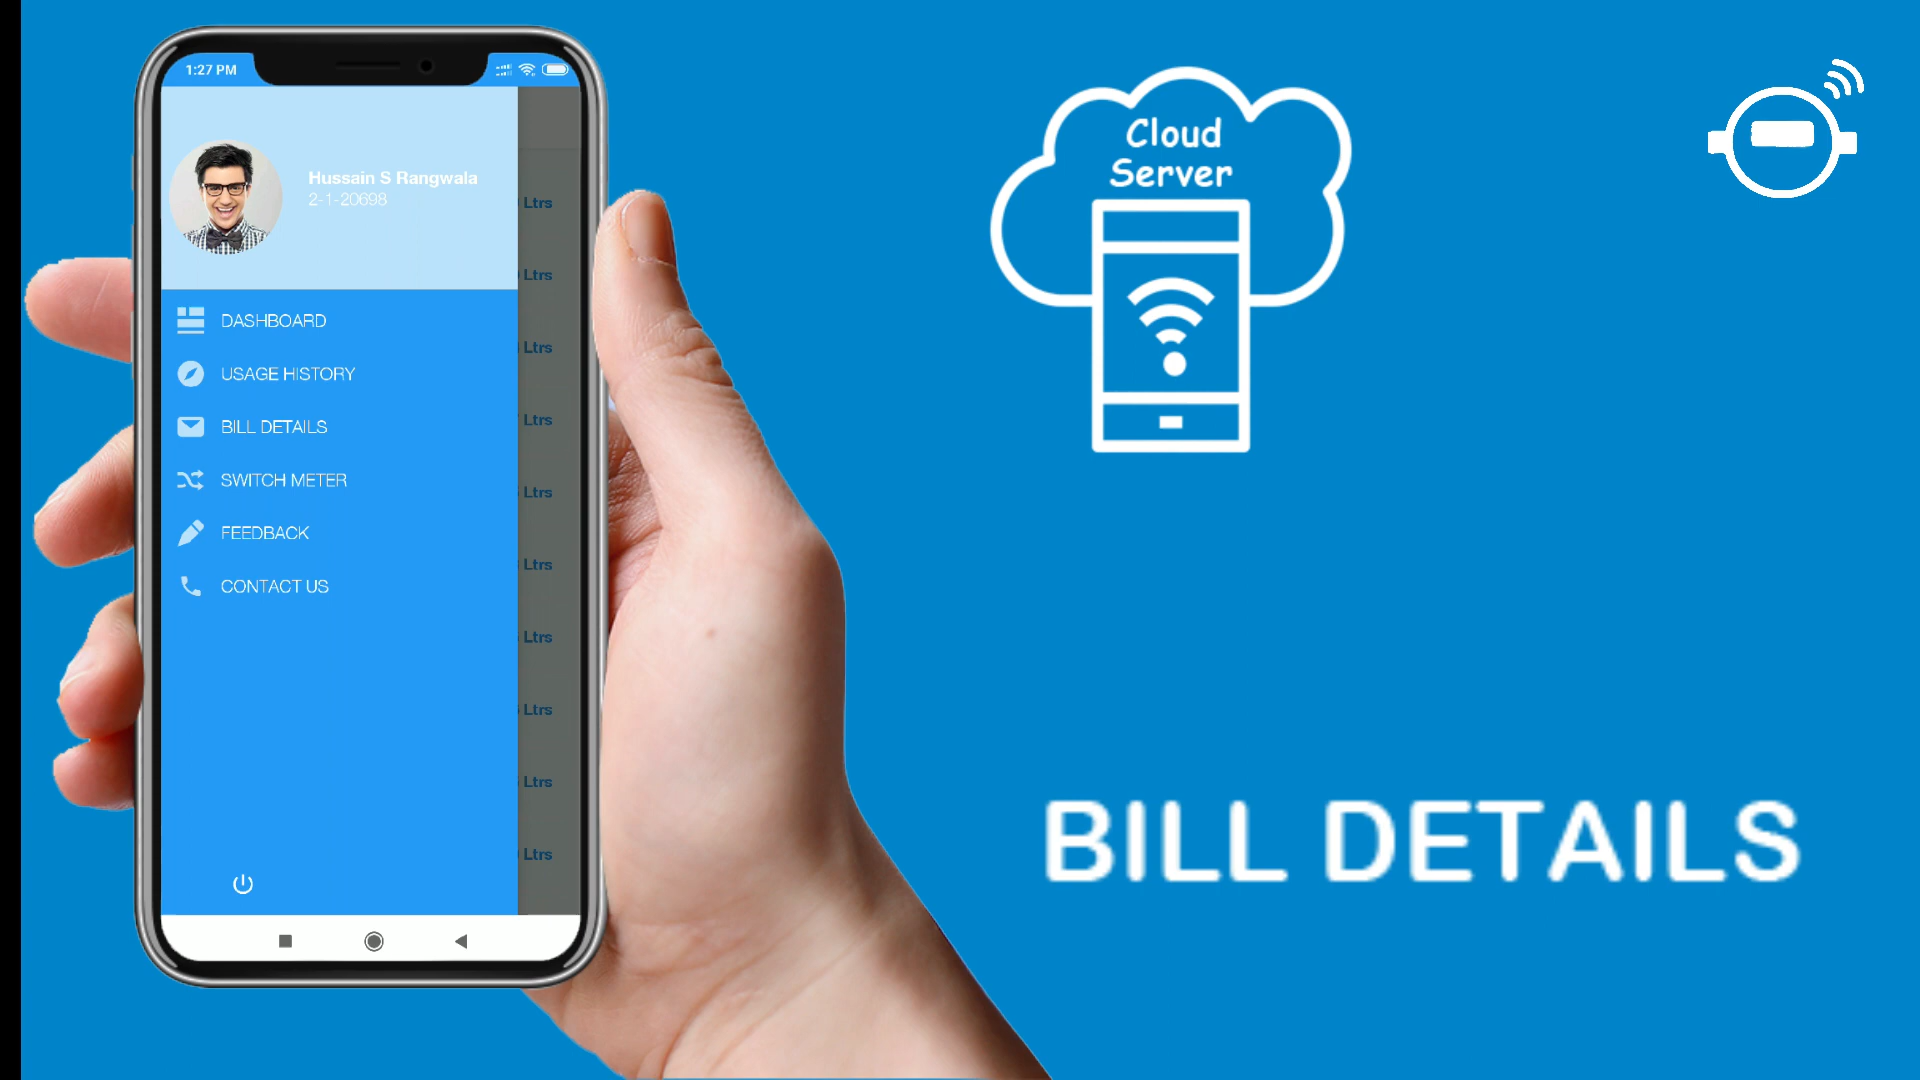 1:27 PM
Hussain S Rangwala
2-1-20698
DASHBOARD
USAGE HISTORY
BILL DETAILS
SWITCH METER
FEEDBACK
CONTACT US
Ltrs
Ltrs
Ltrs
Ltrs
Ltrs
Ltrs
Ltrs
Ltrs
Ltrs
Ltrs
Cloud
Server
BILL DETAILS